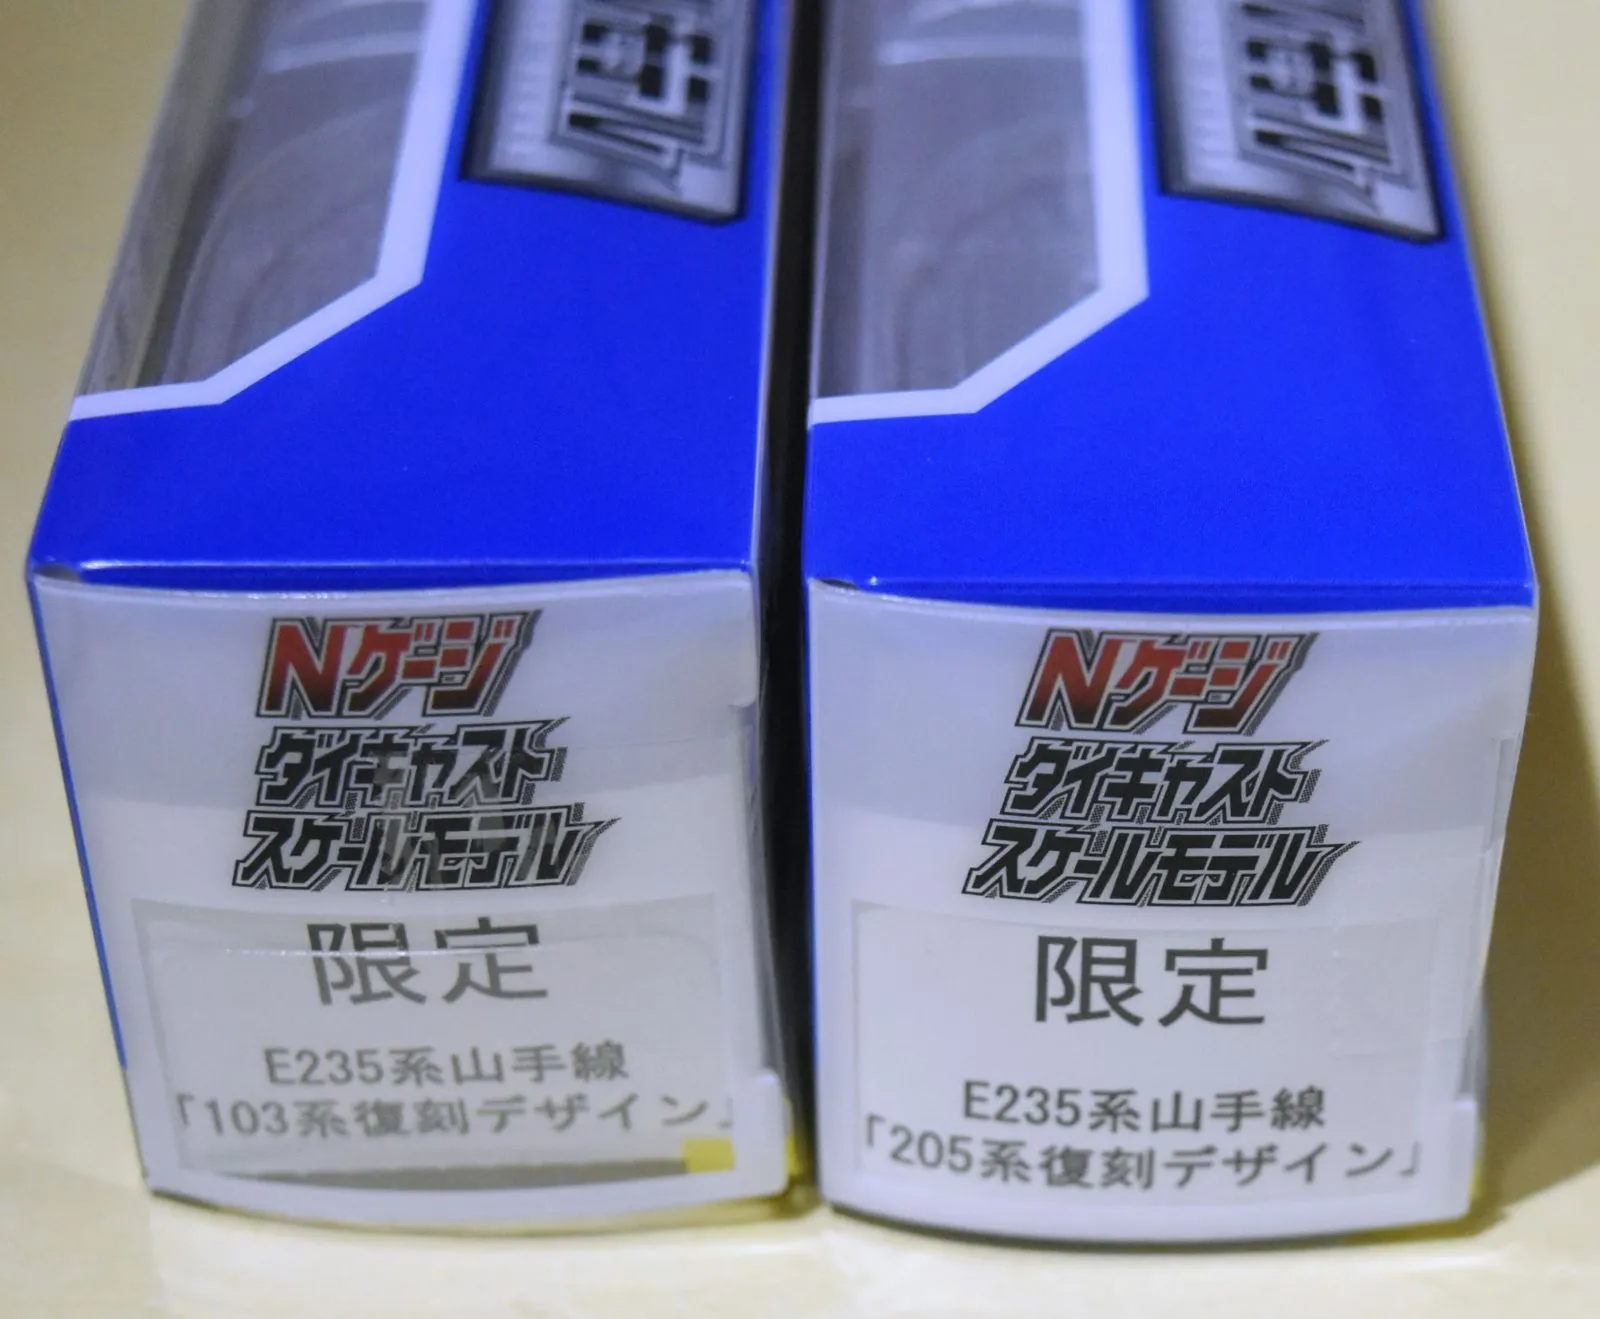 Nゲージ
ダイキャスト
スケールモデル
限定
E235系山手線
「103系復刻デザイン」
Nゲージ
ダイキャスト
スケールモデル
限定
E235系山手線
「205系復刻デザイン」